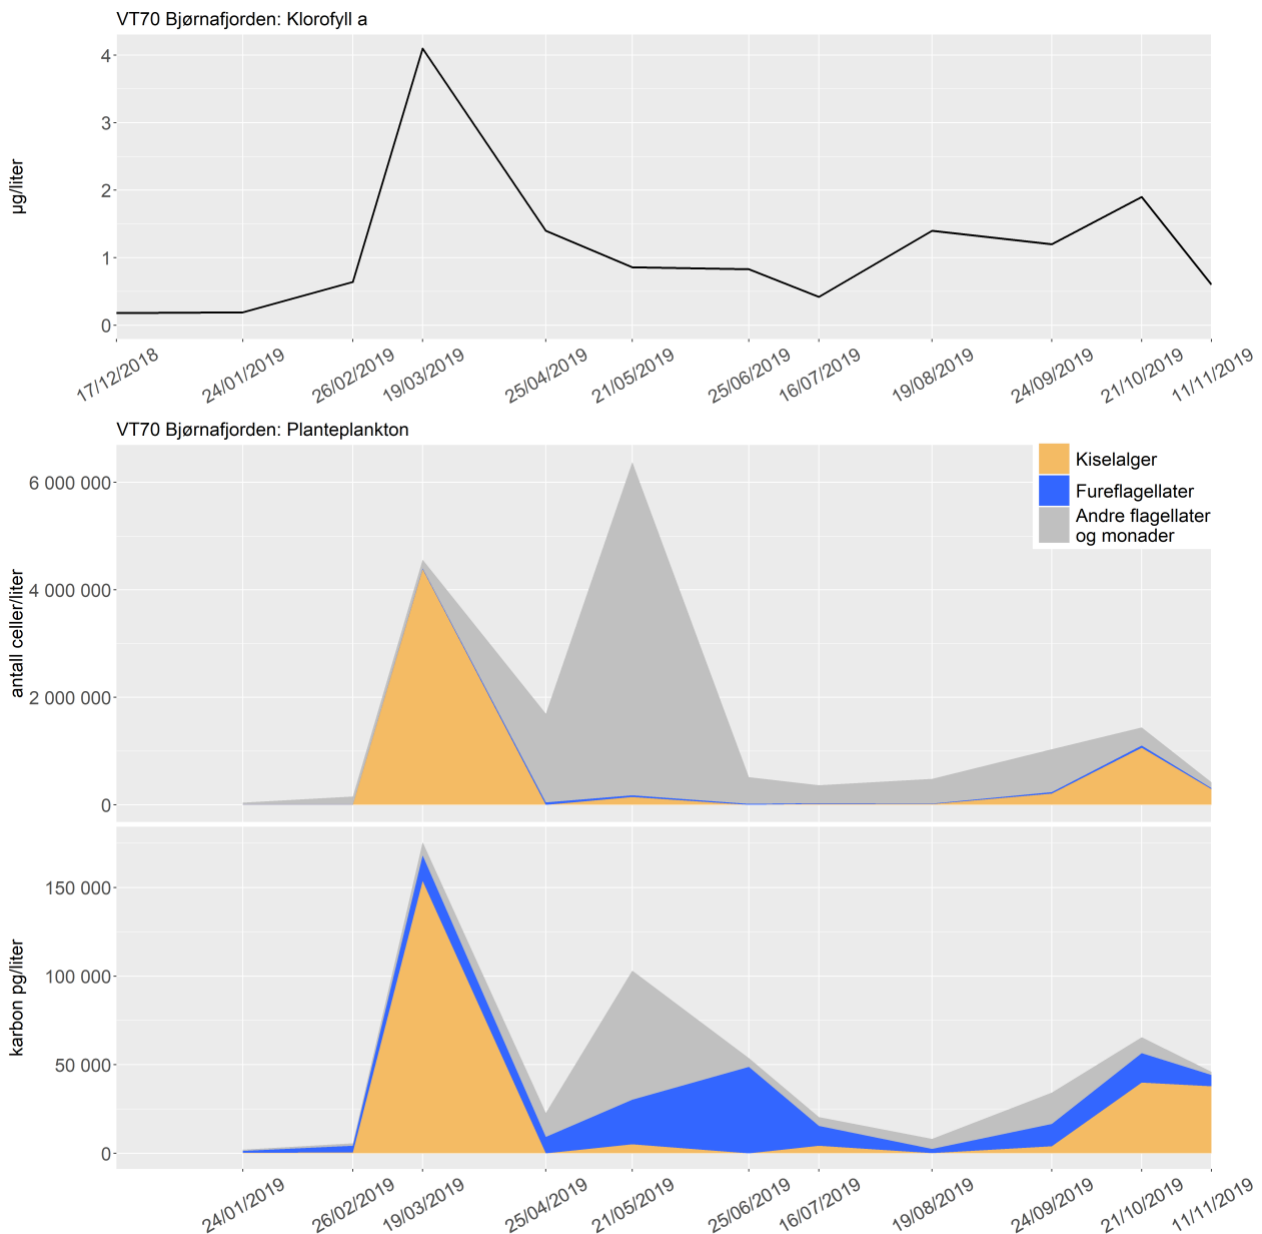 VT70 Bjørnafjorden: Klorofyll a
µg/liter
4
3
2
1
0
17/12/2018
24/01/2019
26/02/2019
19/03/2019
25/04/2019
21/05/2019
25/06/2019
16/07/2019
19/08/2019
24/09/2019
21/10/2019
11/11/2019
VT70 Bjørnafjorden: Planteplankton
antall celler/liter
6 000 000
4 000 000
2 000 000
0
Kiselalger
Fureflagellater
Andre flagellater
og monader
karbon pg/liter
150 000
100 000
50 000
0
24/01/2019
26/02/2019
19/03/2019
25/04/2019
21/05/2019
25/06/2019
16/07/2019
19/08/2019
24/09/2019
21/10/2019
11/11/2019